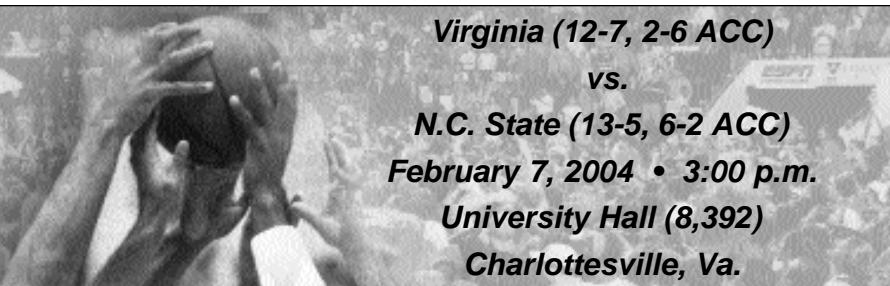 Virginia (12-7, 2-6 ACC)
vs.
N.C. State (13-5, 6-2 ACC)
February 7, 2004 • 3:00 p.m.
University Hall (8,392)
Charlottesville, Va.
ESPN